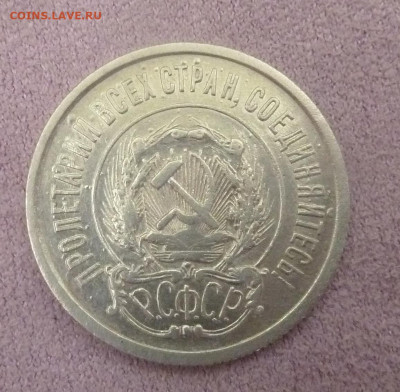 COINS.LAVE.RU
ПРОЛЕТАРИИ ВСЕХ СТРАН, СОЕДИНЯЙТЕСЬ!
Р.С.Ф.С.Р.